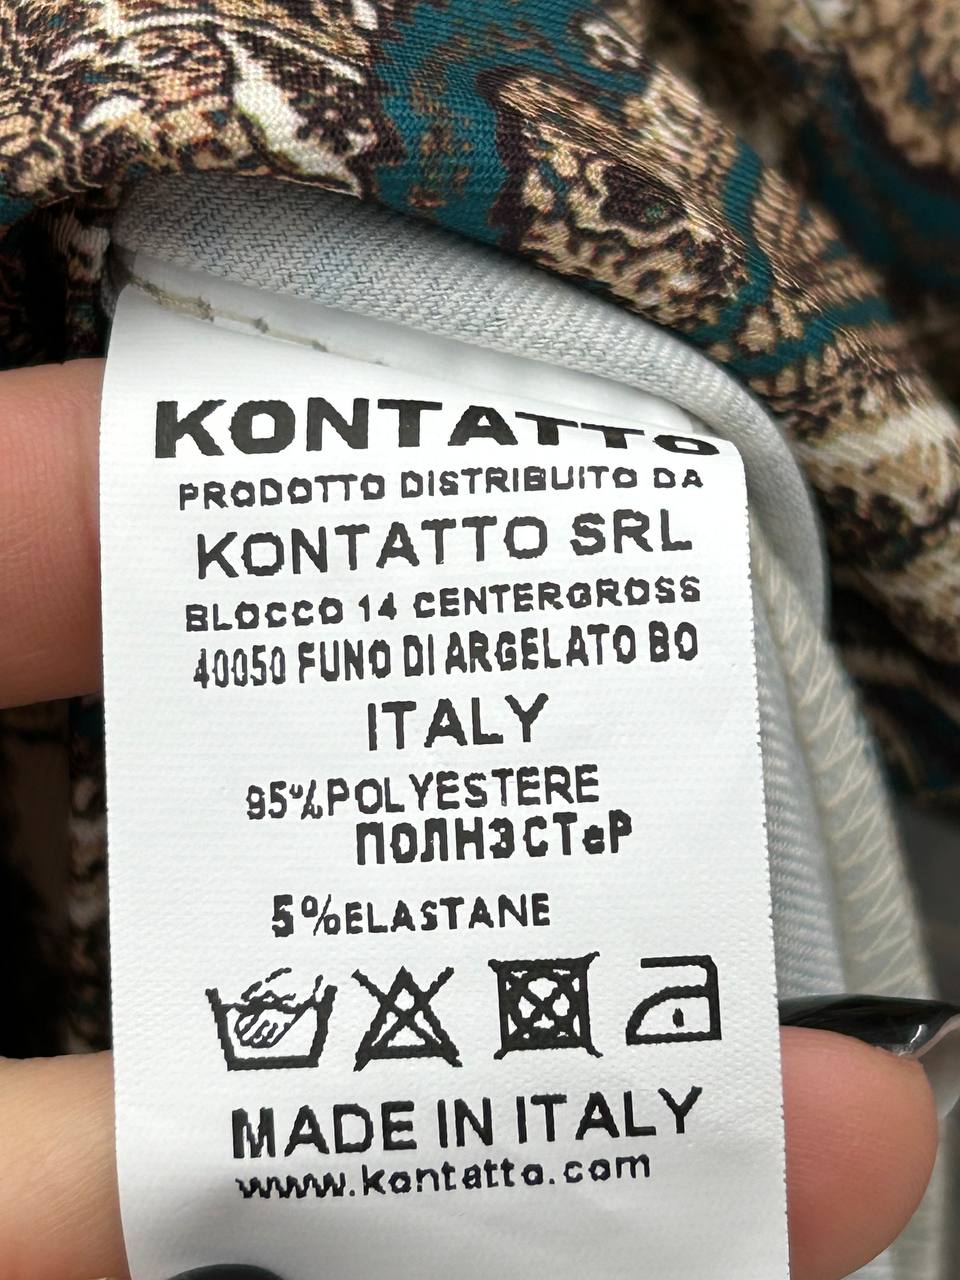 KONTATTO
PRODOTTO DISTRIBUITO DA
KONTATTO SRL
BLOCCO 14 CENTERGROSS
40050 FUNO DI ARGELATO BO
ITALY
95%POLYESTERE
ПОЛНЭСТеР
5%ELASTANE
MADE IN ITALY
www.kontatto.com